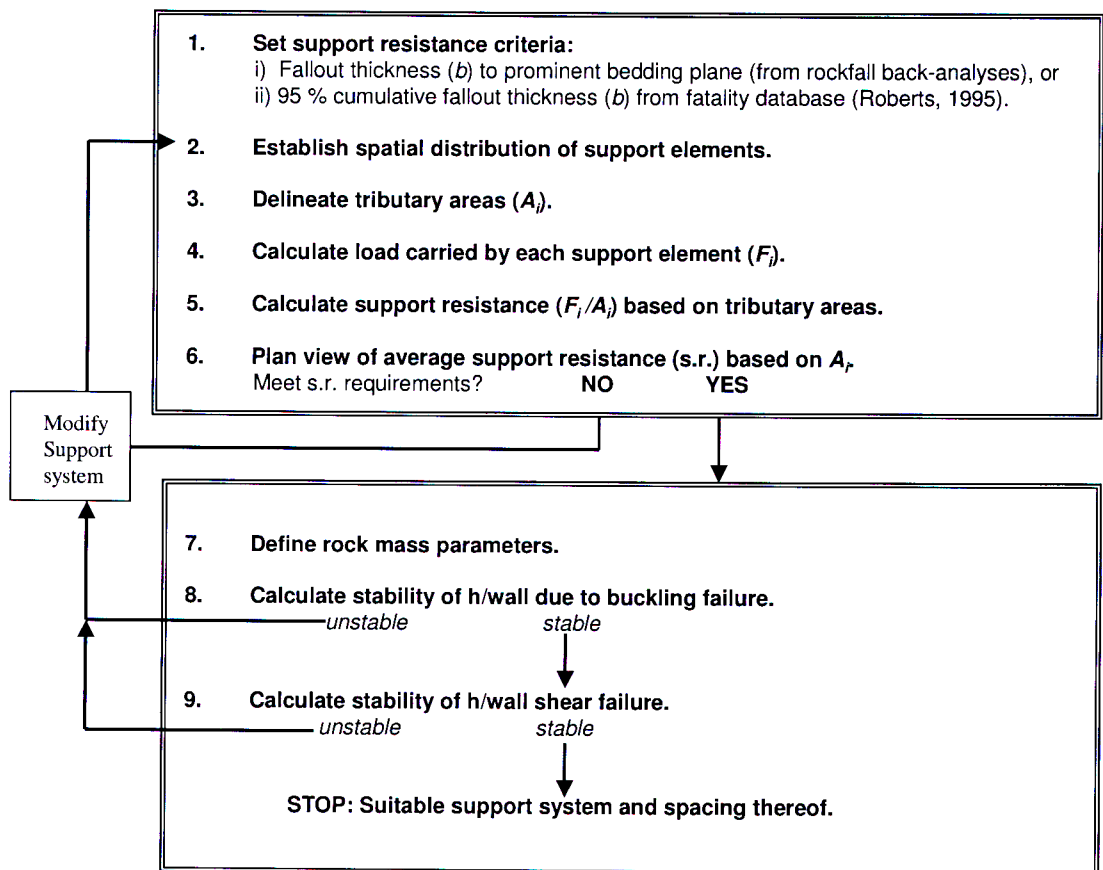 1. Set support resistance criteria:
i) Fallout thickness (b) to prominent bedding plane (from rockfall back-analyses), or
ii) 95 % cumulative fallout thickness (b) from fatality database (Roberts, 1995).
2. Establish spatial distribution of support elements.
3. Delineate tributary areas (Ai).
4. Calculate load carried by each support element (Fi).
5. Calculate support resistance (Fi/Ai) based on tributary areas.
6. Plan view of average support resistance (s.r.) based on Ai.
Meet s.r. requirements? NO YES
Modify
Support
system
7. Define rock mass parameters.
8. Calculate stability of h/wall due to buckling failure.
unstable stable
9. Calculate stability of h/wall shear failure.
unstable stable
STOP: Suitable support system and spacing thereof.